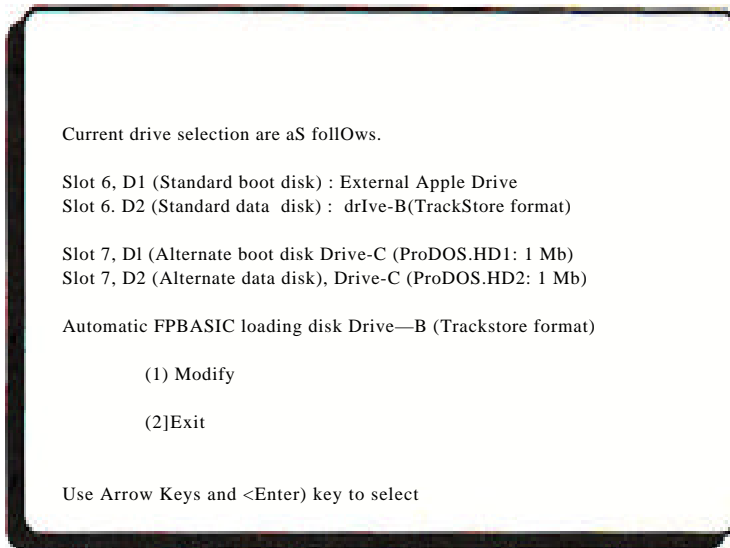 Current drive selection are aS follOws.
Slot 6, D1 (Standard boot disk) : External Apple Drive
Slot 6. D2 (Standard data disk) : drIve-B(TrackStore format)
Slot 7, Dl (Alternate boot disk Drive-C (ProDOS.HD1: 1 Mb)
Slot 7, D2 (Alternate data disk), Drive-C (ProDOS.HD2: 1 Mb)
Automatic FPBASIC loading disk Drive—B (Trackstore format)
(1) Modify
(2]Exit
Use Arrow Keys and <Enter) key to select